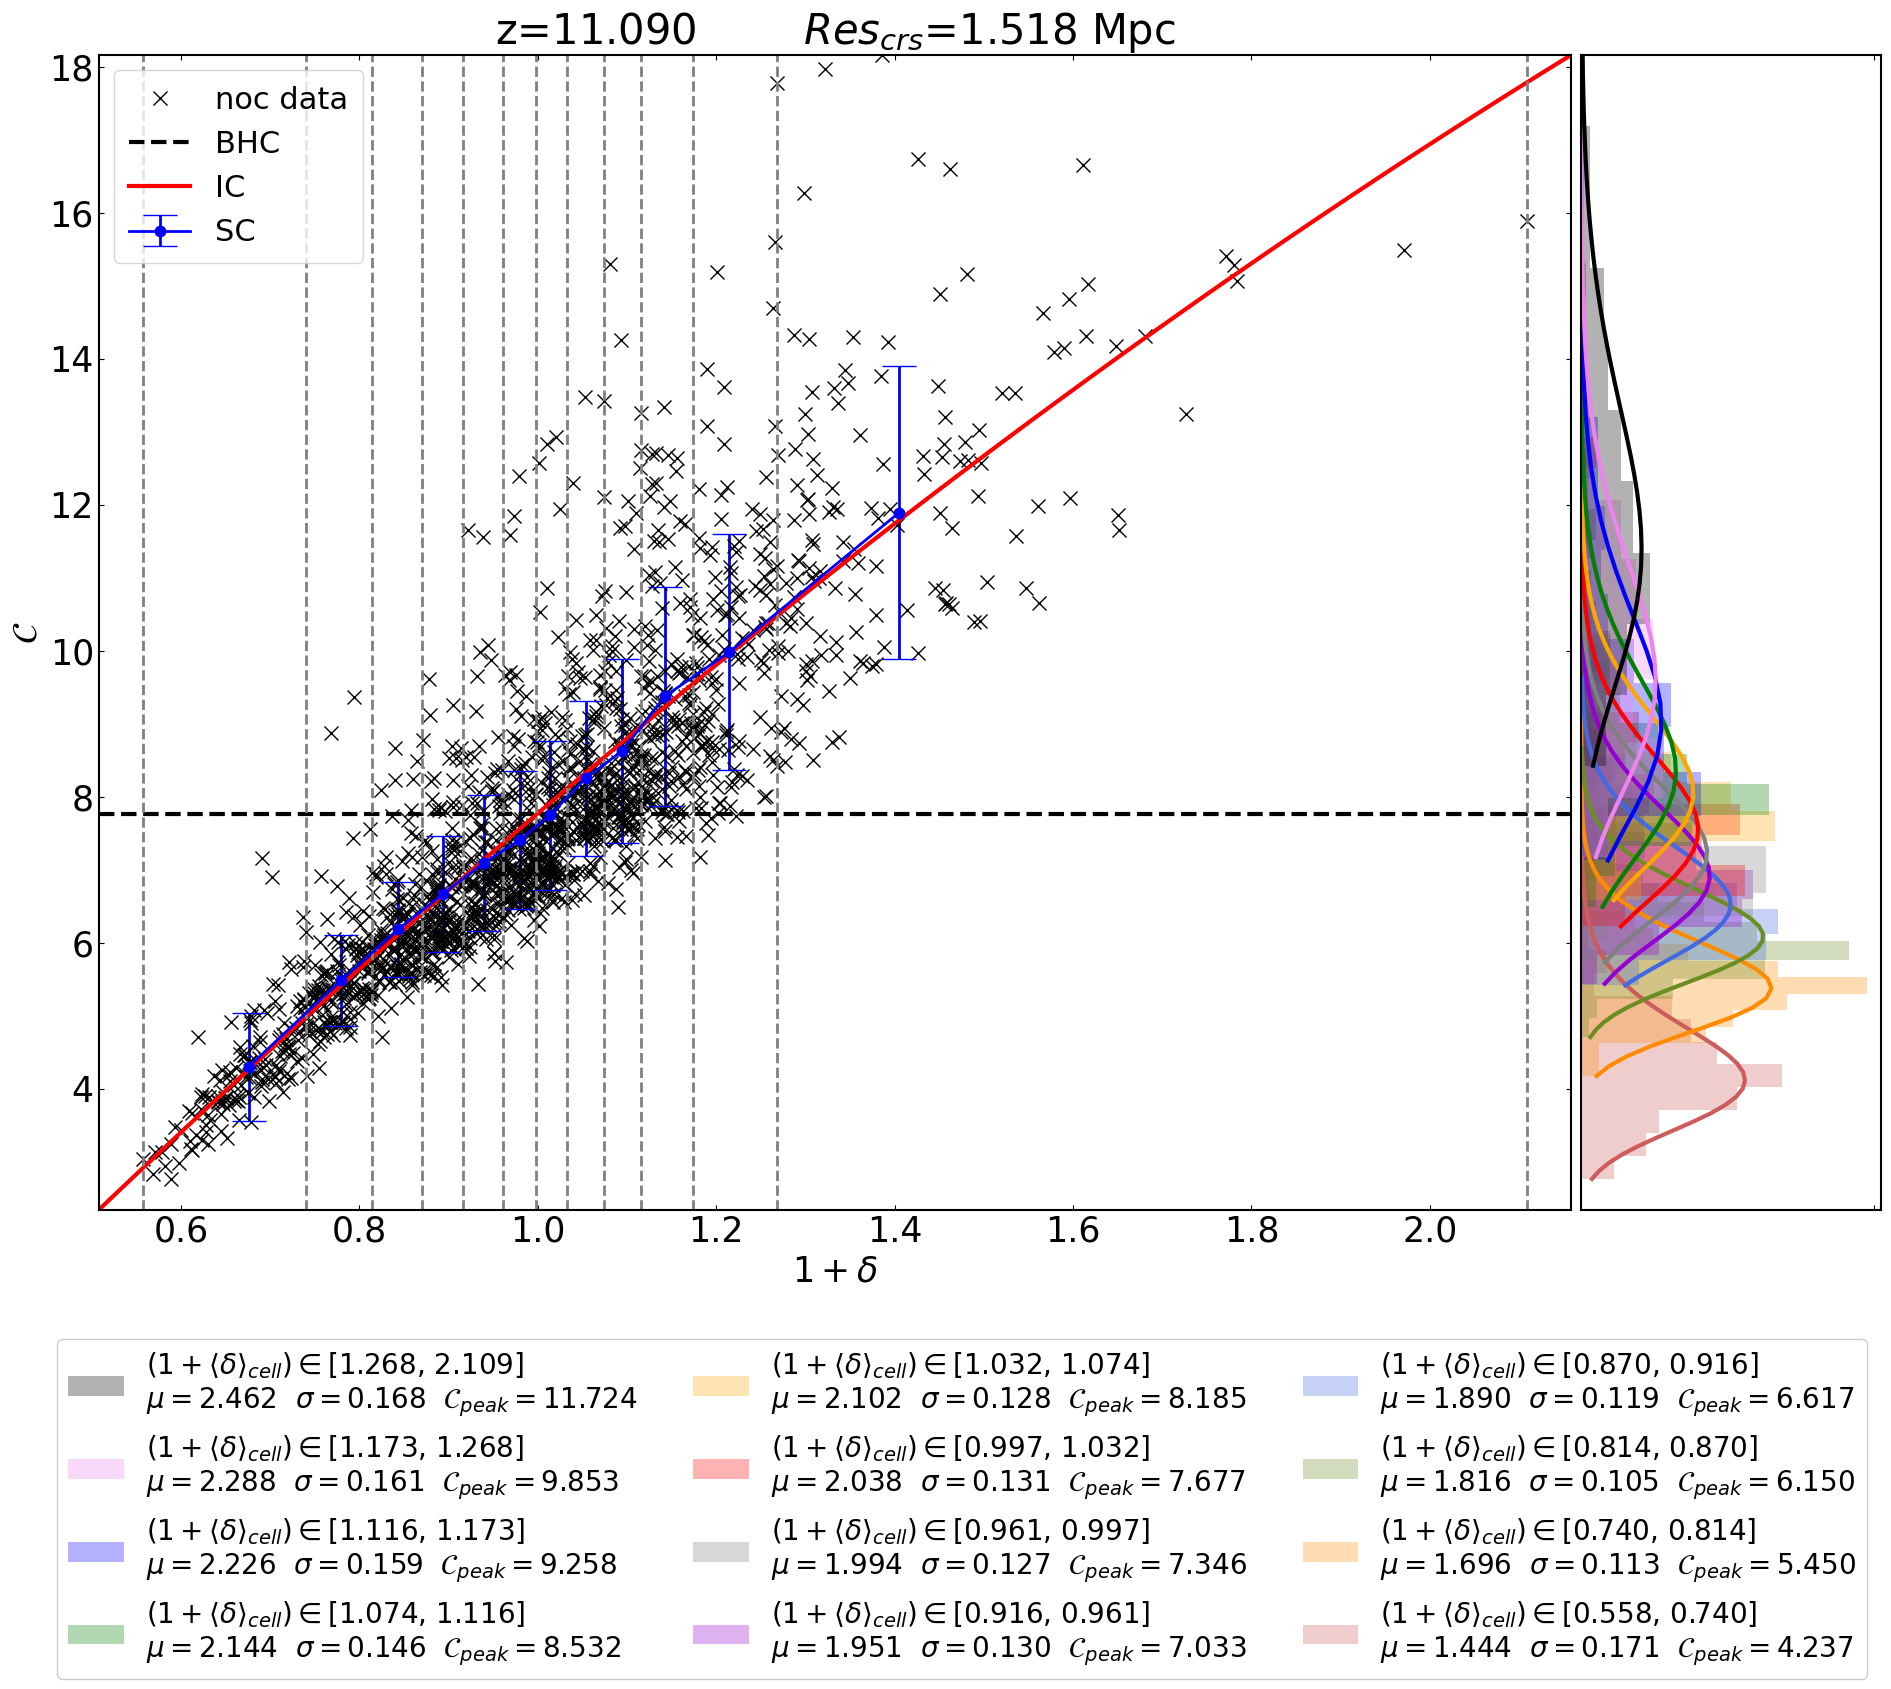 z=11.090 Res_crs=1.518 Mpc
noc data
BHC
IC
SC
18
16
14
12
10
8
6
4
𝒞
0.6 0.8 1.0 1.2 1.4 1.6 1.8 2.0
1 + δ
(1 + ⟨δ⟩_cell) ∈ [1.268, 2.109]
μ = 2.462 σ = 0.168 𝒞_peak = 11.724
(1 + ⟨δ⟩_cell) ∈ [1.173, 1.268]
μ = 2.288 σ = 0.161 𝒞_peak = 9.853
(1 + ⟨δ⟩_cell) ∈ [1.116, 1.173]
μ = 2.226 σ = 0.159 𝒞_peak = 9.258
(1 + ⟨δ⟩_cell) ∈ [1.074, 1.116]
μ = 2.144 σ = 0.146 𝒞_peak = 8.532
(1 + ⟨δ⟩_cell) ∈ [1.032, 1.074]
μ = 2.102 σ = 0.128 𝒞_peak = 8.185
(1 + ⟨δ⟩_cell) ∈ [0.997, 1.032]
μ = 2.038 σ = 0.131 𝒞_peak = 7.677
(1 + ⟨δ⟩_cell) ∈ [0.961, 0.997]
μ = 1.994 σ = 0.127 𝒞_peak = 7.346
(1 + ⟨δ⟩_cell) ∈ [0.916, 0.961]
μ = 1.951 σ = 0.130 𝒞_peak = 7.033
(1 + ⟨δ⟩_cell) ∈ [0.870, 0.916]
μ = 1.890 σ = 0.119 𝒞_peak = 6.617
(1 + ⟨δ⟩_cell) ∈ [0.814, 0.870]
μ = 1.816 σ = 0.105 𝒞_peak = 6.150
(1 + ⟨δ⟩_cell) ∈ [0.740, 0.814]
μ = 1.696 σ = 0.113 𝒞_peak = 5.450
(1 + ⟨δ⟩_cell) ∈ [0.558, 0.740]
μ = 1.444 σ = 0.171 𝒞_peak = 4.237